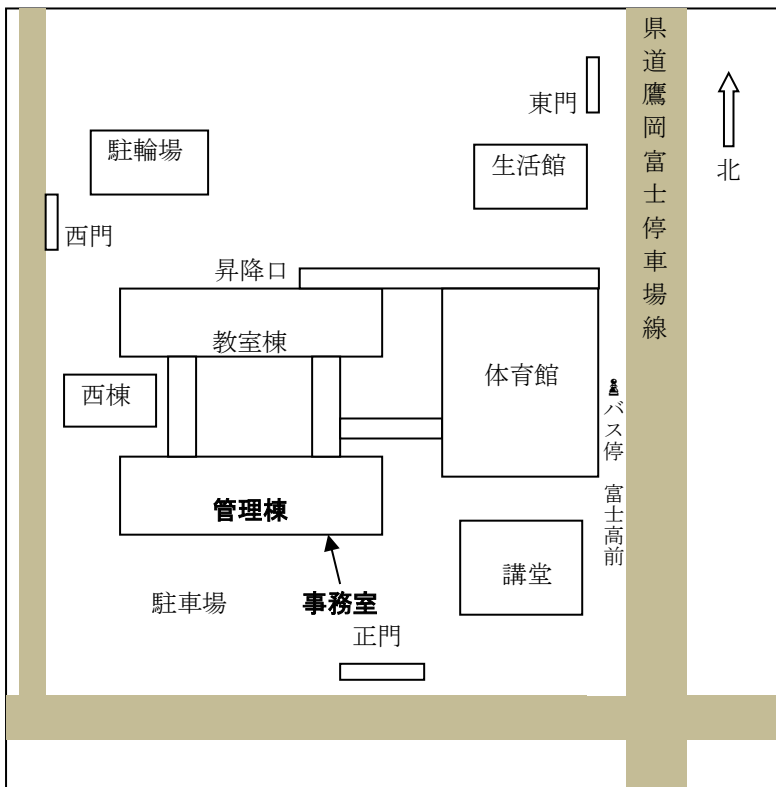 県道鷹岡富士停車場線
東門
北
駐輪場
生活館
西門
昇降口
教室棟
体育館
西棟
バス停　富士高前
管理棟
講堂
駐車場
事務室
正門